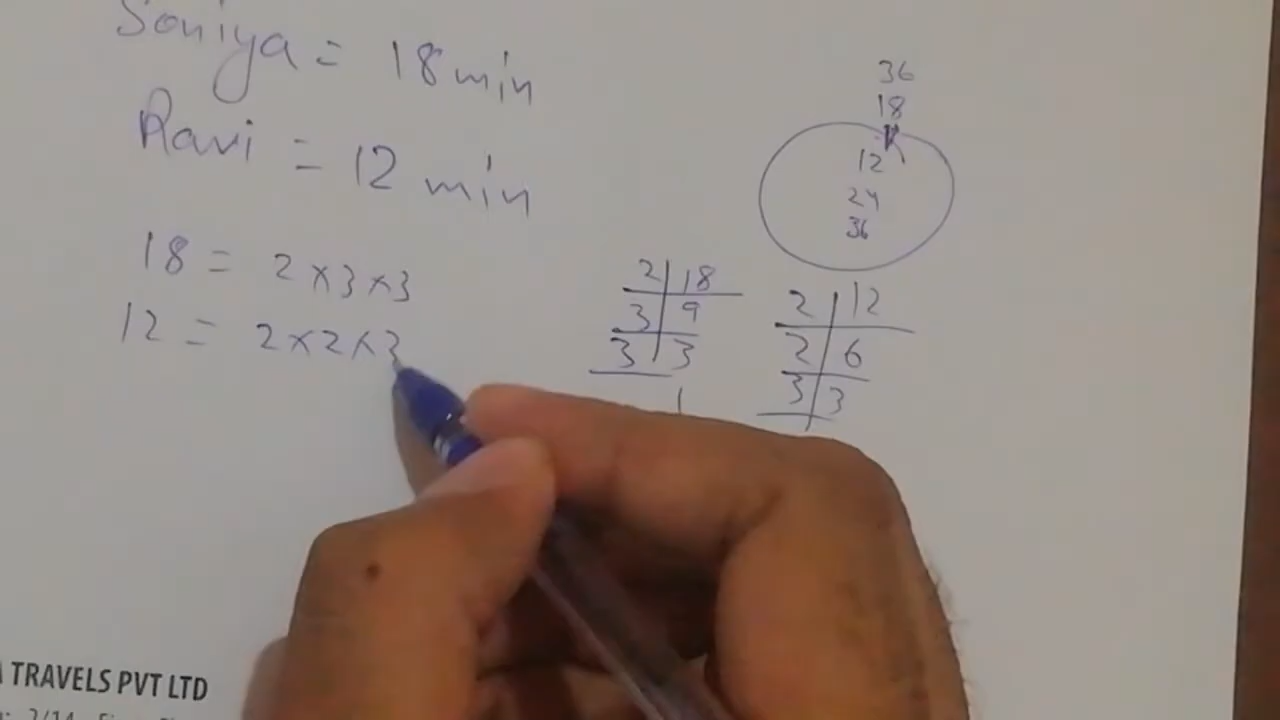 Soniya = 18 min
Ravi = 12 min
18 = 2 × 3 × 3
12 = 2 × 2 × 3
36
18
12
24
36
2 | 18
3 | 9
3 | 3
1
2 | 12
2 | 6
3 | 3
TRAVELS PVT LTD